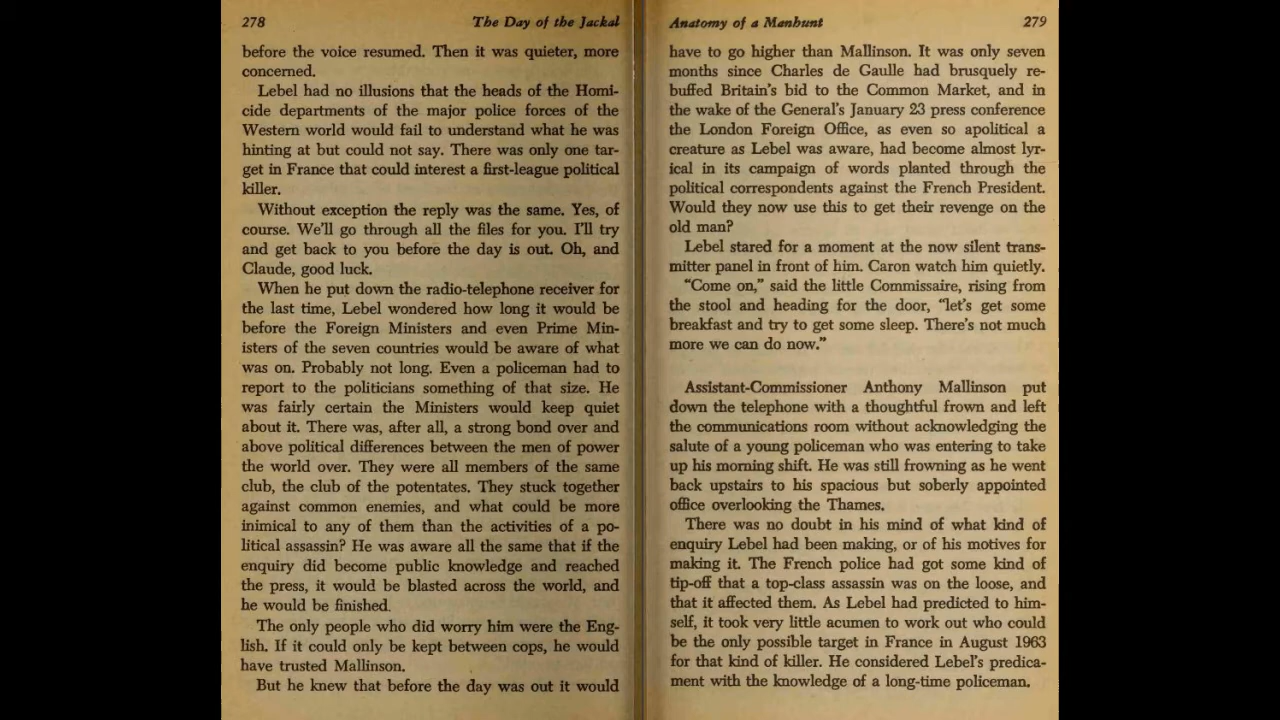 278
The Day of the Jackal
before the voice resumed. Then it was quieter, more
concerned.
Lebel had no illusions that the heads of the Homi-
cide departments of the major police forces of the
Western world would fail to understand what he was
hinting at but could not say. There was only one tar-
get in France that could interest a first-league political
killer.
Without exception the reply was the same. Yes, of
course. We'll go through all the files for you. I'll try
and get back to you before the day is out. Oh, and
Claude, good luck.
When he put down the radio-telephone receiver for
the last time, Lebel wondered how long it would be
before the Foreign Ministers and even Prime Min-
isters of the seven countries would be aware of what
was on. Probably not long. Even a policeman had to
report to the politicians something of that size. He
was fairly certain the Ministers would keep quiet
about it. There was, after all, a strong bond over and
above political differences between the men of power
the world over. They were all members of the same
club, the club of the potentates. They stuck together
against common enemies, and what could be more
inimical to any of them than the activities of a po-
litical assassin? He was aware all the same that if the
enquiry did become public knowledge and reached
the press, it would be blasted across the world, and
he would be finished.
The only people who did worry him were the Eng-
lish. If it could only be kept between cops, he would
have trusted Mallinson.
But he knew that before the day was out it would
Anatomy of a Manhunt
279
have to go higher than Mallinson. It was only seven
months since Charles de Gaulle had brusquely re-
buffed Britain's bid to the Common Market, and in
the wake of the General's January 23 press conference
the London Foreign Office, as even so apolitical a
creature as Lebel was aware, had become almost lyr-
ical in its campaign of words planted through the
political correspondents against the French President.
Would they now use this to get their revenge on the
old man?
Lebel stared for a moment at the now silent trans-
mitter panel in front of him. Caron watch him quietly.
"Come on," said the little Commissaire, rising from
the stool and heading for the door, "let's get some
breakfast and try to get some sleep. There's not much
more we can do now."
Assistant-Commissioner Anthony Mallinson put
down the telephone with a thoughtful frown and left
the communications room without acknowledging the
salute of a young policeman who was entering to take
up his morning shift. He was still frowning as he went
back upstairs to his spacious but soberly appointed
office overlooking the Thames.
There was no doubt in his mind of what kind of
enquiry Lebel had been making, or of his motives for
making it. The French police had got some kind of
tip-off that a top-class assassin was on the loose, and
that it affected them. As Lebel had predicted to him-
self, it took very little acumen to work out who could
be the only possible target in France in August 1963
for that kind of killer. He considered Lebel's predica-
ment with the knowledge of a long-time policeman.